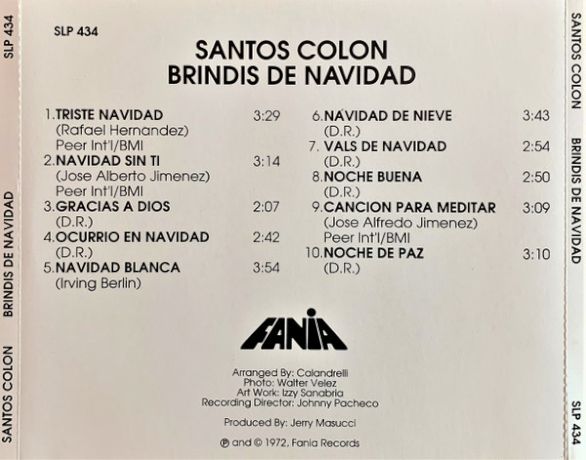 SLP 434
SANTOS COLON
BRINDIS DE NAVIDAD
1.TRISTE NAVIDAD 3:29
(Rafael Hernandez)
Peer Int'l/BMI
2.NAVIDAD SIN TI 3:14
(Jose Alberto Jimenez)
Peer Int'l/BMI
3.GRACIAS A DIOS 2:07
(D.R.)
4.OCURRIO EN NAVIDAD 2:42
(D.R.)
5.NAVIDAD BLANCA 3:54
(Irving Berlin)
6.NAVIDAD DE NIEVE 3:43
(D.R.)
7. VALS DE NAVIDAD 2:54
(D.R.)
8.NOCHE BUENA 2:50
(D.R.)
9.CANCION PARA MEDITAR 3:09
(Jose Alfredo Jimenez)
Peer Int'l/BMI
10.NOCHE DE PAZ 3:10
(D.R.)
FANIA
Arranged By: Calandrelli
Photo: Walter Velez
Art Work: Izzy Sanabria
Recording Director: Johnny Pacheco
Produced By: Jerry Masucci
℗ and © 1972, Fania Records
SANTOS COLON BRINDIS DE NAVIDAD SLP 434
SLP 434 SANTOS COLON BRINDIS DE NAVIDAD SLP 434